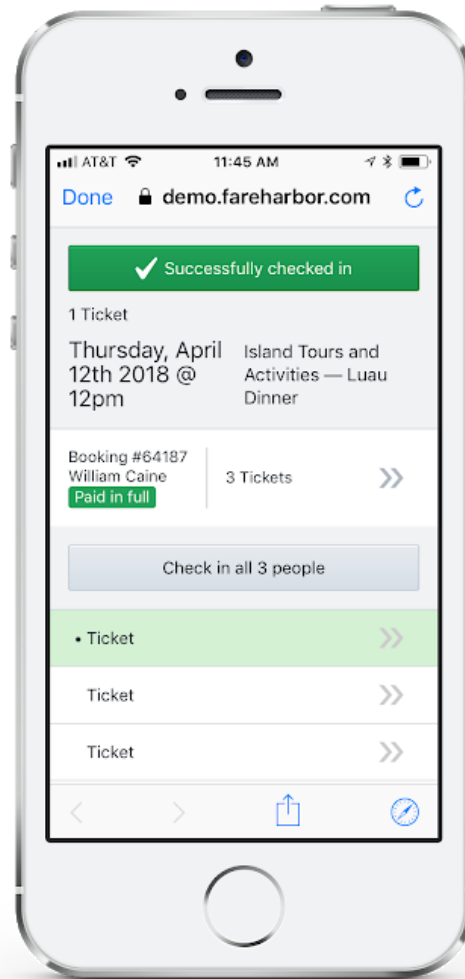 AT&T 11:45 AM
Done demo.fareharbor.com
Successfully checked in
1 Ticket
Thursday, April
12th 2018 @
12pm
Island Tours and
Activities — Luau
Dinner
Booking #64187
William Caine
Paid in full
3 Tickets
Check in all 3 people
• Ticket
Ticket
Ticket